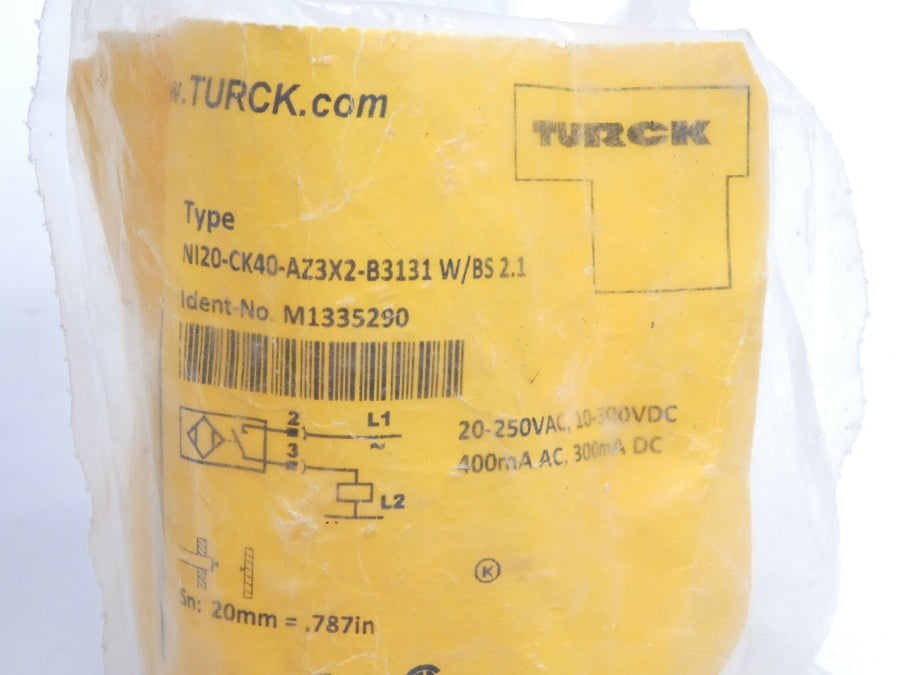 w.TURCK.com
TURCK
Type
NI20-CK40-AZ3X2-B3131 W/BS 2.1
Ident-No. M1335290
2 L1
~
3
L2
20-250VAC, 10-300VDC
400mA AC, 300mA DC
K
Sn: 20mm = .787in